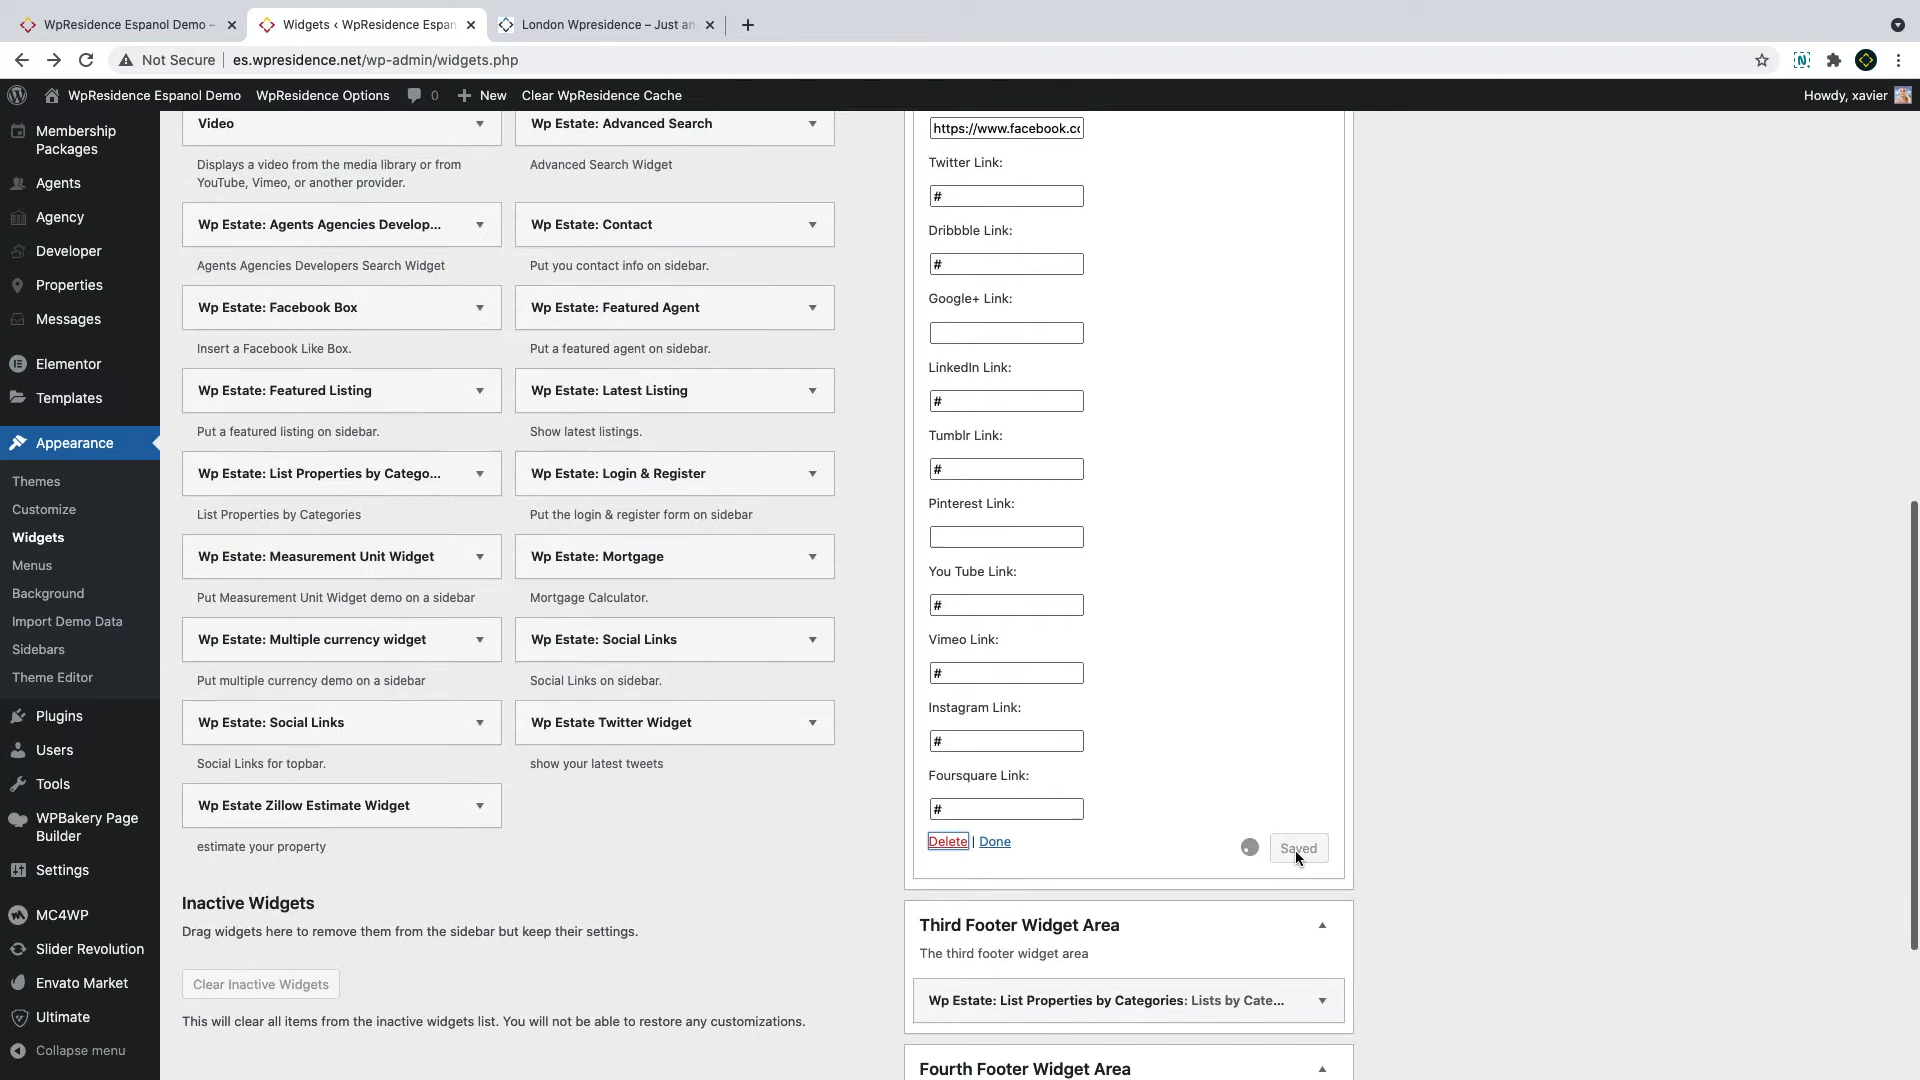 WpResidence Espanol Demo –
Widgets ‹ WpResidence Espan
London Wpresidence – Just an
Not Secure
es.wpresidence.net/wp-admin/widgets.php
WpResidence Espanol Demo
WpResidence Options
0
New
Clear WpResidence Cache
Howdy, xavier
Membership
Packages
Agents
Agency
Developer
Properties
Messages
Elementor
Templates
Appearance
Themes
Customize
Widgets
Menus
Background
Import Demo Data
Sidebars
Theme Editor
Plugins
Users
Tools
WPBakery Page
Builder
Settings
MC4WP
Slider Revolution
Envato Market
Ultimate
Collapse menu
Video
Displays a video from the media library or from
YouTube, Vimeo, or another provider.
Wp Estate: Advanced Search
Advanced Search Widget
Wp Estate: Agents Agencies Develop...
Agents Agencies Developers Search Widget
Wp Estate: Contact
Put you contact info on sidebar.
Wp Estate: Facebook Box
Insert a Facebook Like Box.
Wp Estate: Featured Agent
Put a featured agent on sidebar.
Wp Estate: Featured Listing
Put a featured listing on sidebar.
Wp Estate: Latest Listing
Show latest listings.
Wp Estate: List Properties by Catego...
List Properties by Categories
Wp Estate: Login & Register
Put the login & register form on sidebar
Wp Estate: Measurement Unit Widget
Put Measurement Unit Widget demo on a sidebar
Wp Estate: Mortgage
Mortgage Calculator.
Wp Estate: Multiple currency widget
Put multiple currency demo on a sidebar
Wp Estate: Social Links
Social Links on sidebar.
Wp Estate: Social Links
Social Links for topbar.
Wp Estate Twitter Widget
show your latest tweets
Wp Estate Zillow Estimate Widget
estimate your property
Inactive Widgets
Drag widgets here to remove them from the sidebar but keep their settings.
Clear Inactive Widgets
This will clear all items from the inactive widgets list. You will not be able to restore any customizations.
https://www.facebook.co
Twitter Link:
#
Dribbble Link:
#
Google+ Link:
LinkedIn Link:
#
Tumblr Link:
#
Pinterest Link:
You Tube Link:
#
Vimeo Link:
#
Instagram Link:
#
Foursquare Link:
#
Delete | Done
Saved
Third Footer Widget Area
The third footer widget area
Wp Estate: List Properties by Categories: Lists by Cate...
Fourth Footer Widget Area